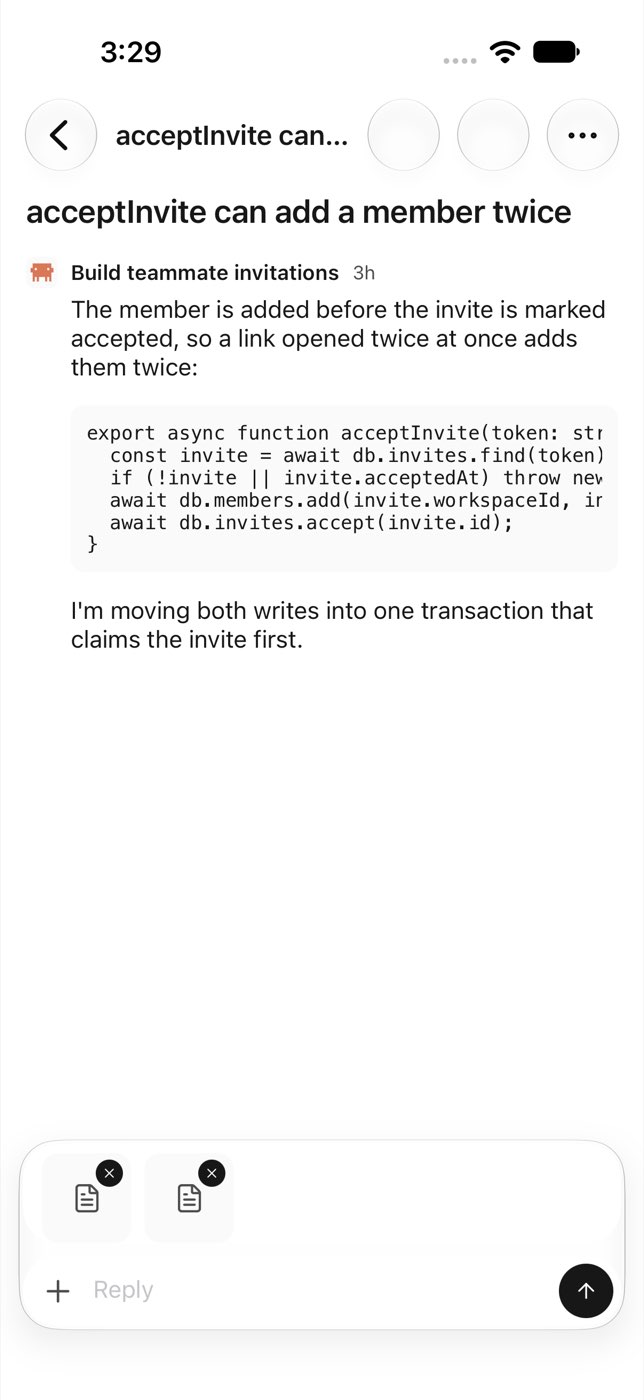 3:29
acceptInvite can...
acceptInvite can add a member twice
Build teammate invitations 3h
The member is added before the invite is marked
accepted, so a link opened twice at once adds
them twice:
export async function acceptInvite(token: str
  const invite = await db.invites.find(token)
  if (!invite || invite.acceptedAt) throw new
  await db.members.add(invite.workspaceId, in
  await db.invites.accept(invite.id);
}
I'm moving both writes into one transaction that
claims the invite first.
Reply